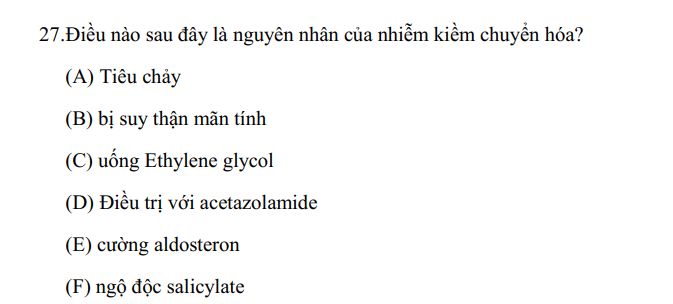 27.Điều nào sau đây là nguyên nhân của nhiễm kiềm chuyển hóa?
(A) Tiêu chảy
(B) bị suy thận mãn tính
(C) uống Ethylene glycol
(D) Điều trị với acetazolamide
(E) cường aldosteron
(F) ngộ độc salicylate